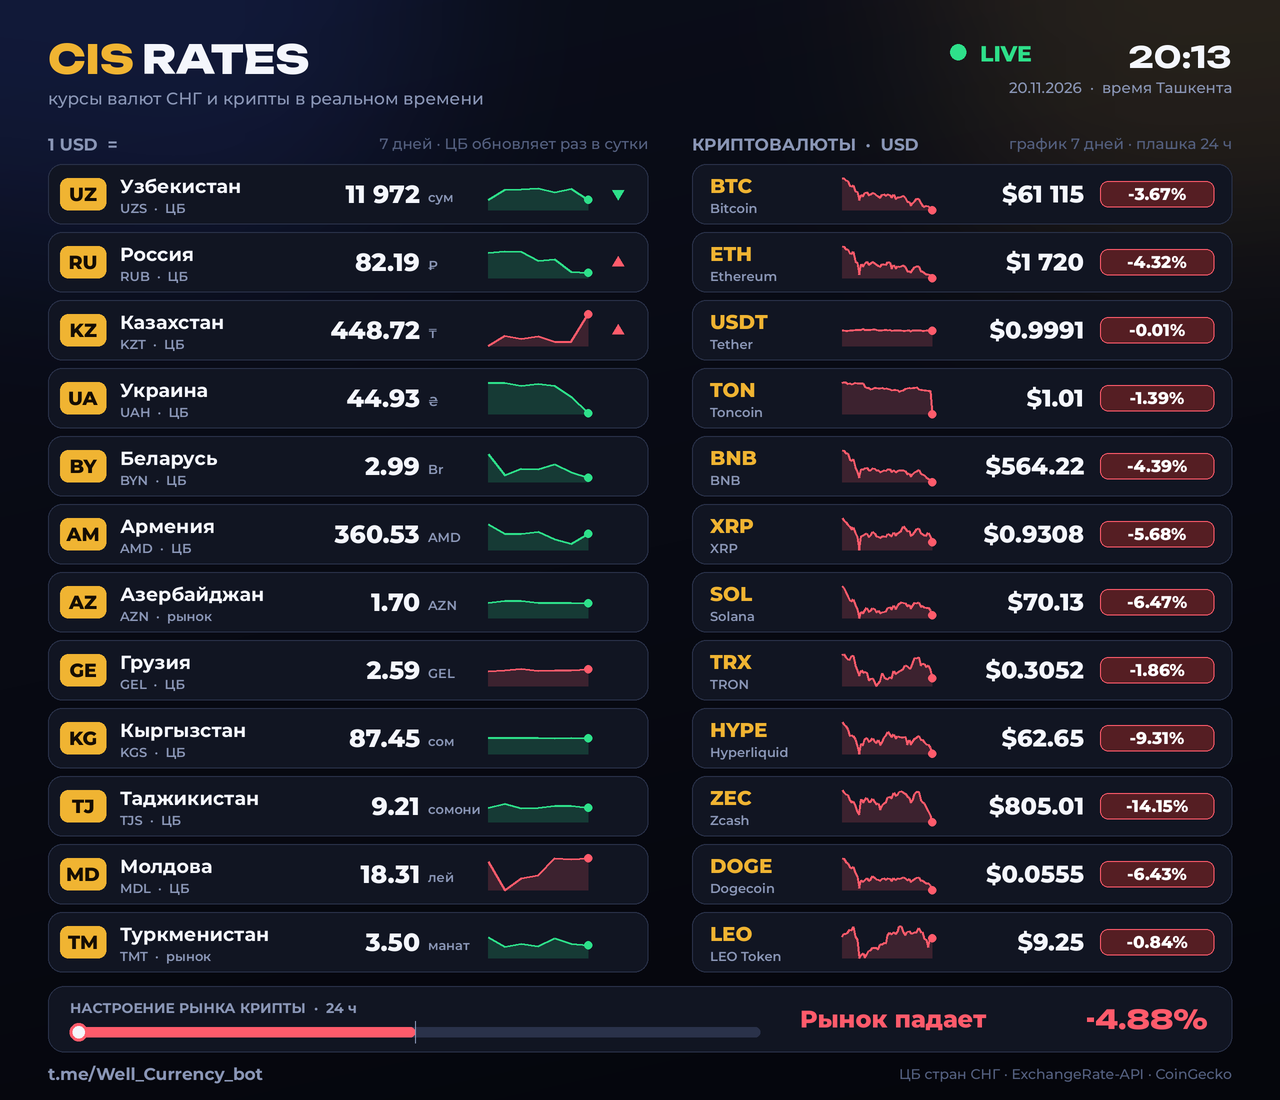 CIS RATES
курсы валют СНГ и крипты в реальном времени
LIVE
20:13
20.11.2026 · время Ташкента
1 USD =
7 дней · ЦБ обновляет раз в сутки
UZ
Узбекистан
UZS · ЦБ
11 972 сум
RU
Россия
RUB · ЦБ
82.19 ₽
KZ
Казахстан
KZT · ЦБ
448.72 ₸
UA
Украина
UAH · ЦБ
44.93 ₴
BY
Беларусь
BYN · ЦБ
2.99 Br
AM
Армения
AMD · ЦБ
360.53 AMD
AZ
Азербайджан
AZN · рынок
1.70 AZN
GE
Грузия
GEL · ЦБ
2.59 GEL
KG
Кыргызстан
KGS · ЦБ
87.45 сом
TJ
Таджикистан
TJS · ЦБ
9.21 сомони
MD
Молдова
MDL · ЦБ
18.31 лей
TM
Туркменистан
TMT · рынок
3.50 манат
КРИПТОВАЛЮТЫ · USD
график 7 дней · плашка 24 ч
BTC
Bitcoin
$61 115
-3.67%
ETH
Ethereum
$1 720
-4.32%
USDT
Tether
$0.9991
-0.01%
TON
Toncoin
$1.01
-1.39%
BNB
BNB
$564.22
-4.39%
XRP
XRP
$0.9308
-5.68%
SOL
Solana
$70.13
-6.47%
TRX
TRON
$0.3052
-1.86%
HYPE
Hyperliquid
$62.65
-9.31%
ZEC
Zcash
$805.01
-14.15%
DOGE
Dogecoin
$0.0555
-6.43%
LEO
LEO Token
$9.25
-0.84%
НАСТРОЕНИЕ РЫНКА КРИПТЫ · 24 ч
Рынок падает
-4.88%
t.me/Well_Currency_bot
ЦБ стран СНГ · ExchangeRate-API · CoinGecko